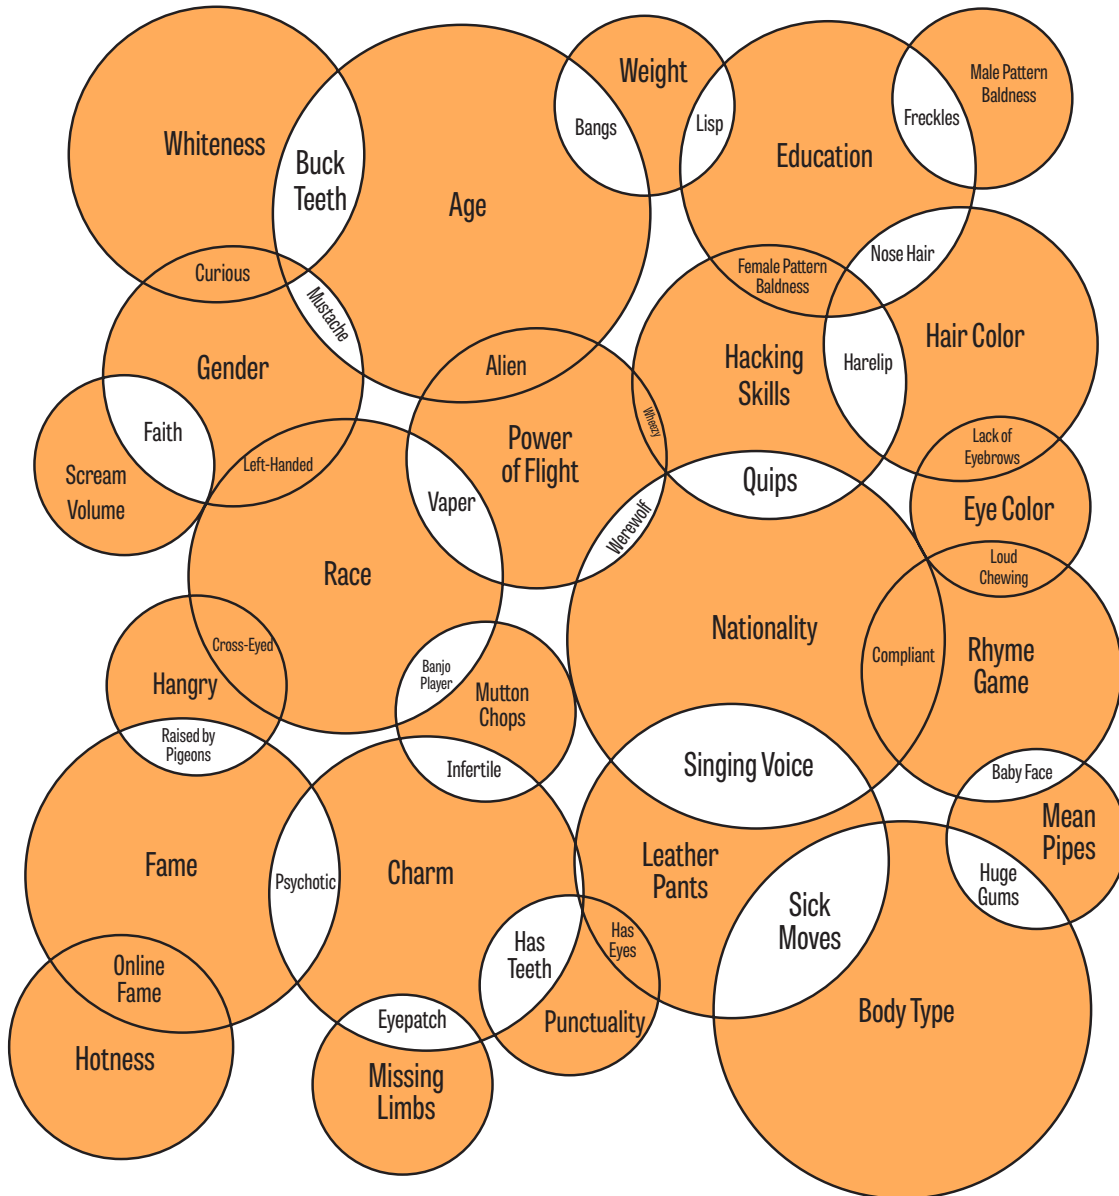 Weight
Male Pattern
Baldness
Bangs
Lisp
Freckles
Whiteness
Buck
Teeth
Education
Age
Nose Hair
Curious
Female Pattern
Baldness
Mustache
Hair Color
Gender
Alien
Hacking
Skills
Harelip
Faith
Wheezy
Left-Handed
Power
of Flight
Lack of
Eyebrows
Scream
Volume
Vaper
Quips
Werewolf
Eye Color
Loud
Chewing
Race
Nationality
Cross-Eyed
Compliant
Rhyme
Game
Hangry
Banjo
Player
Mutton
Chops
Raised by
Pigeons
Infertile
Singing Voice
Baby Face
Mean
Pipes
Fame
Psychotic
Charm
Leather
Pants
Huge
Gums
Sick
Moves
Has
Teeth
Has
Eyes
Online
Fame
Eyepatch
Punctuality
Body Type
Hotness
Missing
Limbs